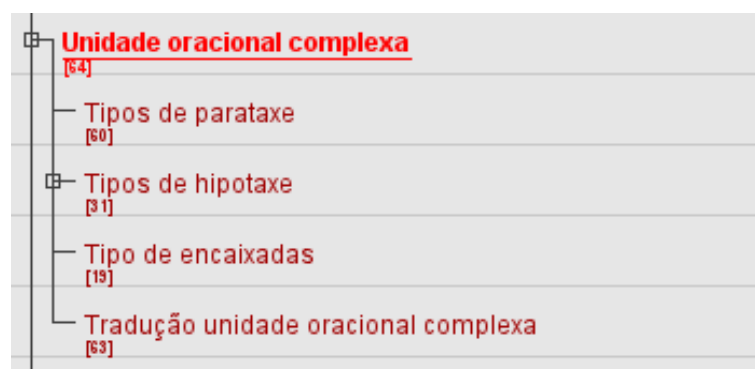 Unidade oracional complexa
[64]
Tipos de parataxe
[60]
Tipos de hipotaxe
[31]
Tipo de encaixadas
[19]
Tradução unidade oracional complexa
[63]